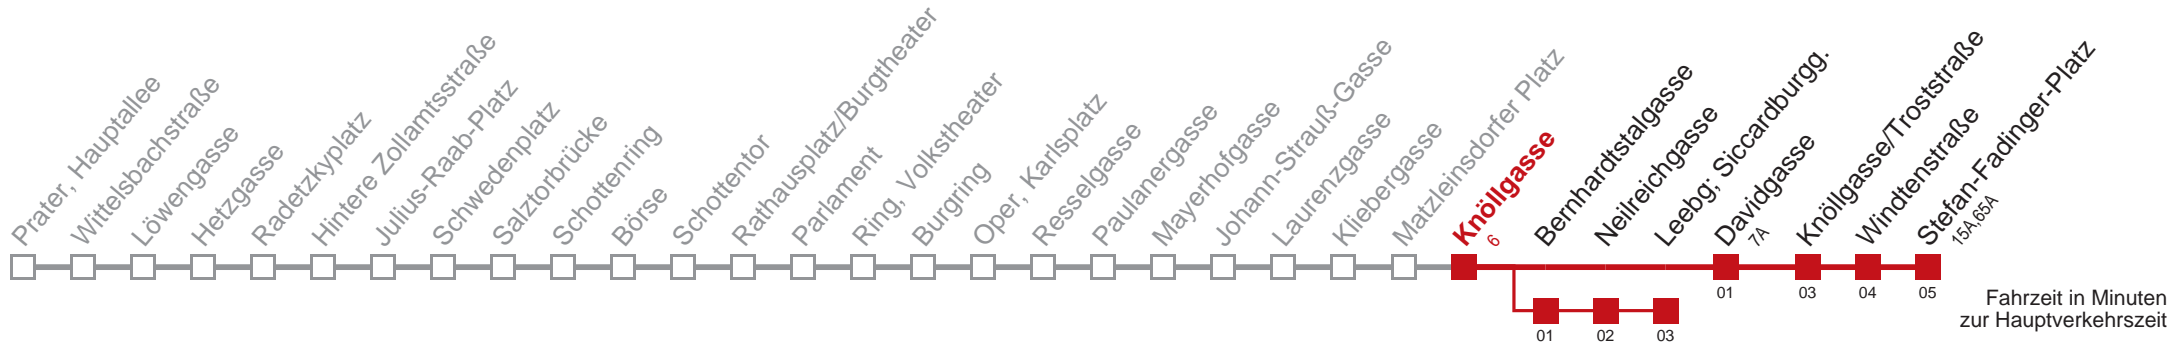 Prater, Hauptallee
Wittelsbachstraße
Löwengasse
Hetzgasse
Radetzkyplatz
Hintere Zollamtsstraße
Julius-Raab-Platz
Schwedenplatz
Salztorbrücke
Schottenring
Börse
Schottentor
Rathausplatz/Burgtheater
Parlament
Ring, Volkstheater
Burgring
Oper, Karlsplatz
Resselgasse
Paulanergasse
Mayerhofgasse
Johann-Strauß-Gasse
Laurenzgasse
Kliebergasse
Matzleinsdorfer Platz
Knöllgasse
6
Bernhardtstalgasse
Neilreichgasse
Leebg; Siccardburgg.
Davidgasse
7A
Knöllgasse/Troststraße
Windtenstraße
Stefan-Fadinger-Platz
15A,65A
01
03
04
05
01
02
03
Fahrzeit in Minuten
zur Hauptverkehrszeit